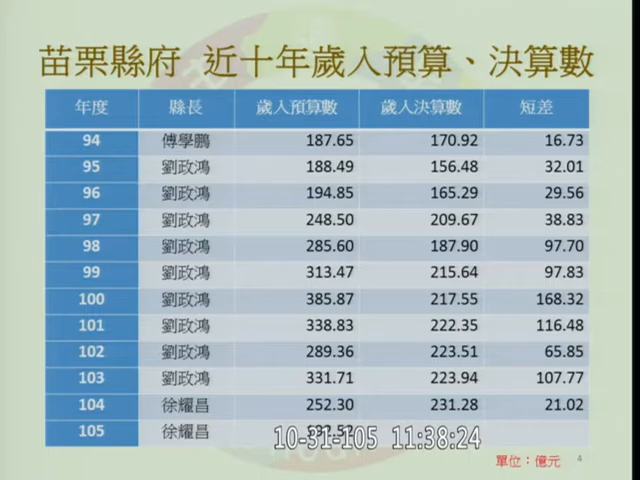 苗栗縣府 近十年歲入預算、決算數
年度 縣長 歲入預算數 歲入決算數 短差
94 傅學鵬 187.65 170.92 16.73
95 劉政鴻 188.49 156.48 32.01
96 劉政鴻 194.85 165.29 29.56
97 劉政鴻 248.50 209.67 38.83
98 劉政鴻 285.60 187.90 97.70
99 劉政鴻 313.47 215.64 97.83
100 劉政鴻 385.87 217.55 168.32
101 劉政鴻 338.83 222.35 116.48
102 劉政鴻 289.36 223.51 65.85
103 劉政鴻 331.71 223.94 107.77
104 徐耀昌 252.30 231.28 21.02
105 徐耀昌
10-31-105 11:38:24
單位：億元 4